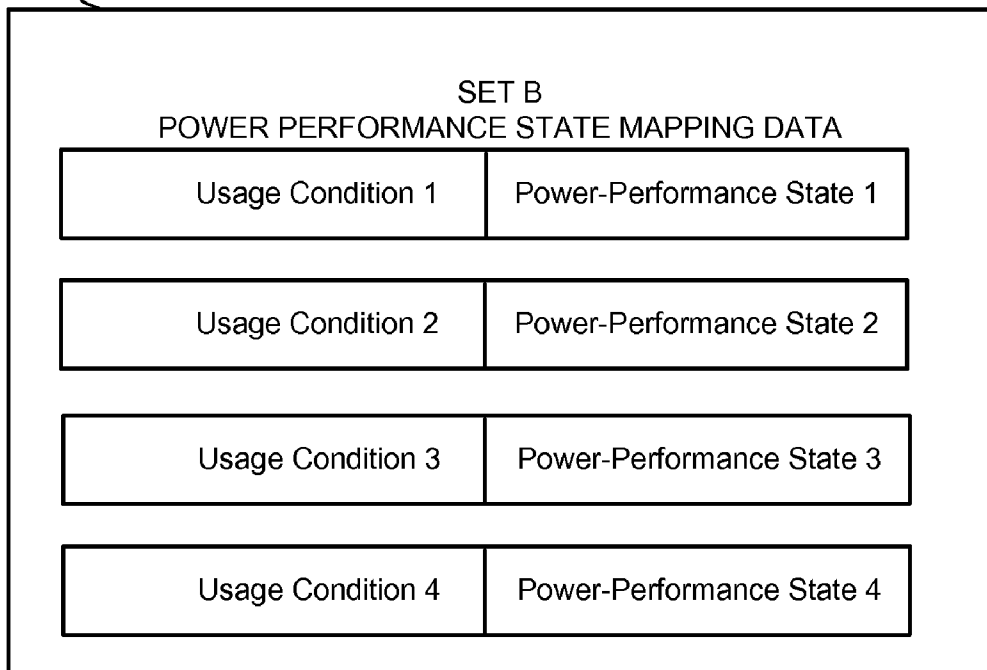 SET B
POWER PERFORMANCE STATE MAPPING DATA
Usage Condition 1 Power-Performance State 1
Usage Condition 2 Power-Performance State 2
Usage Condition 3 Power-Performance State 3
Usage Condition 4 Power-Performance State 4